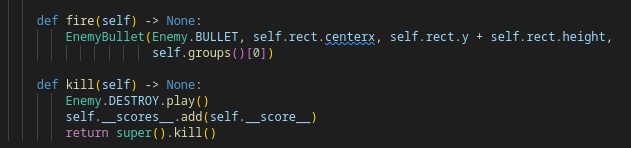 def fire(self) -> None:
    EnemyBullet(Enemy.BULLET, self.rect.centerx, self.rect.y + self.rect.height,
                self.groups()[0])
def kill(self) -> None:
    Enemy.DESTROY.play()
    self.__scores__.add(self.__score__)
    return super().kill()